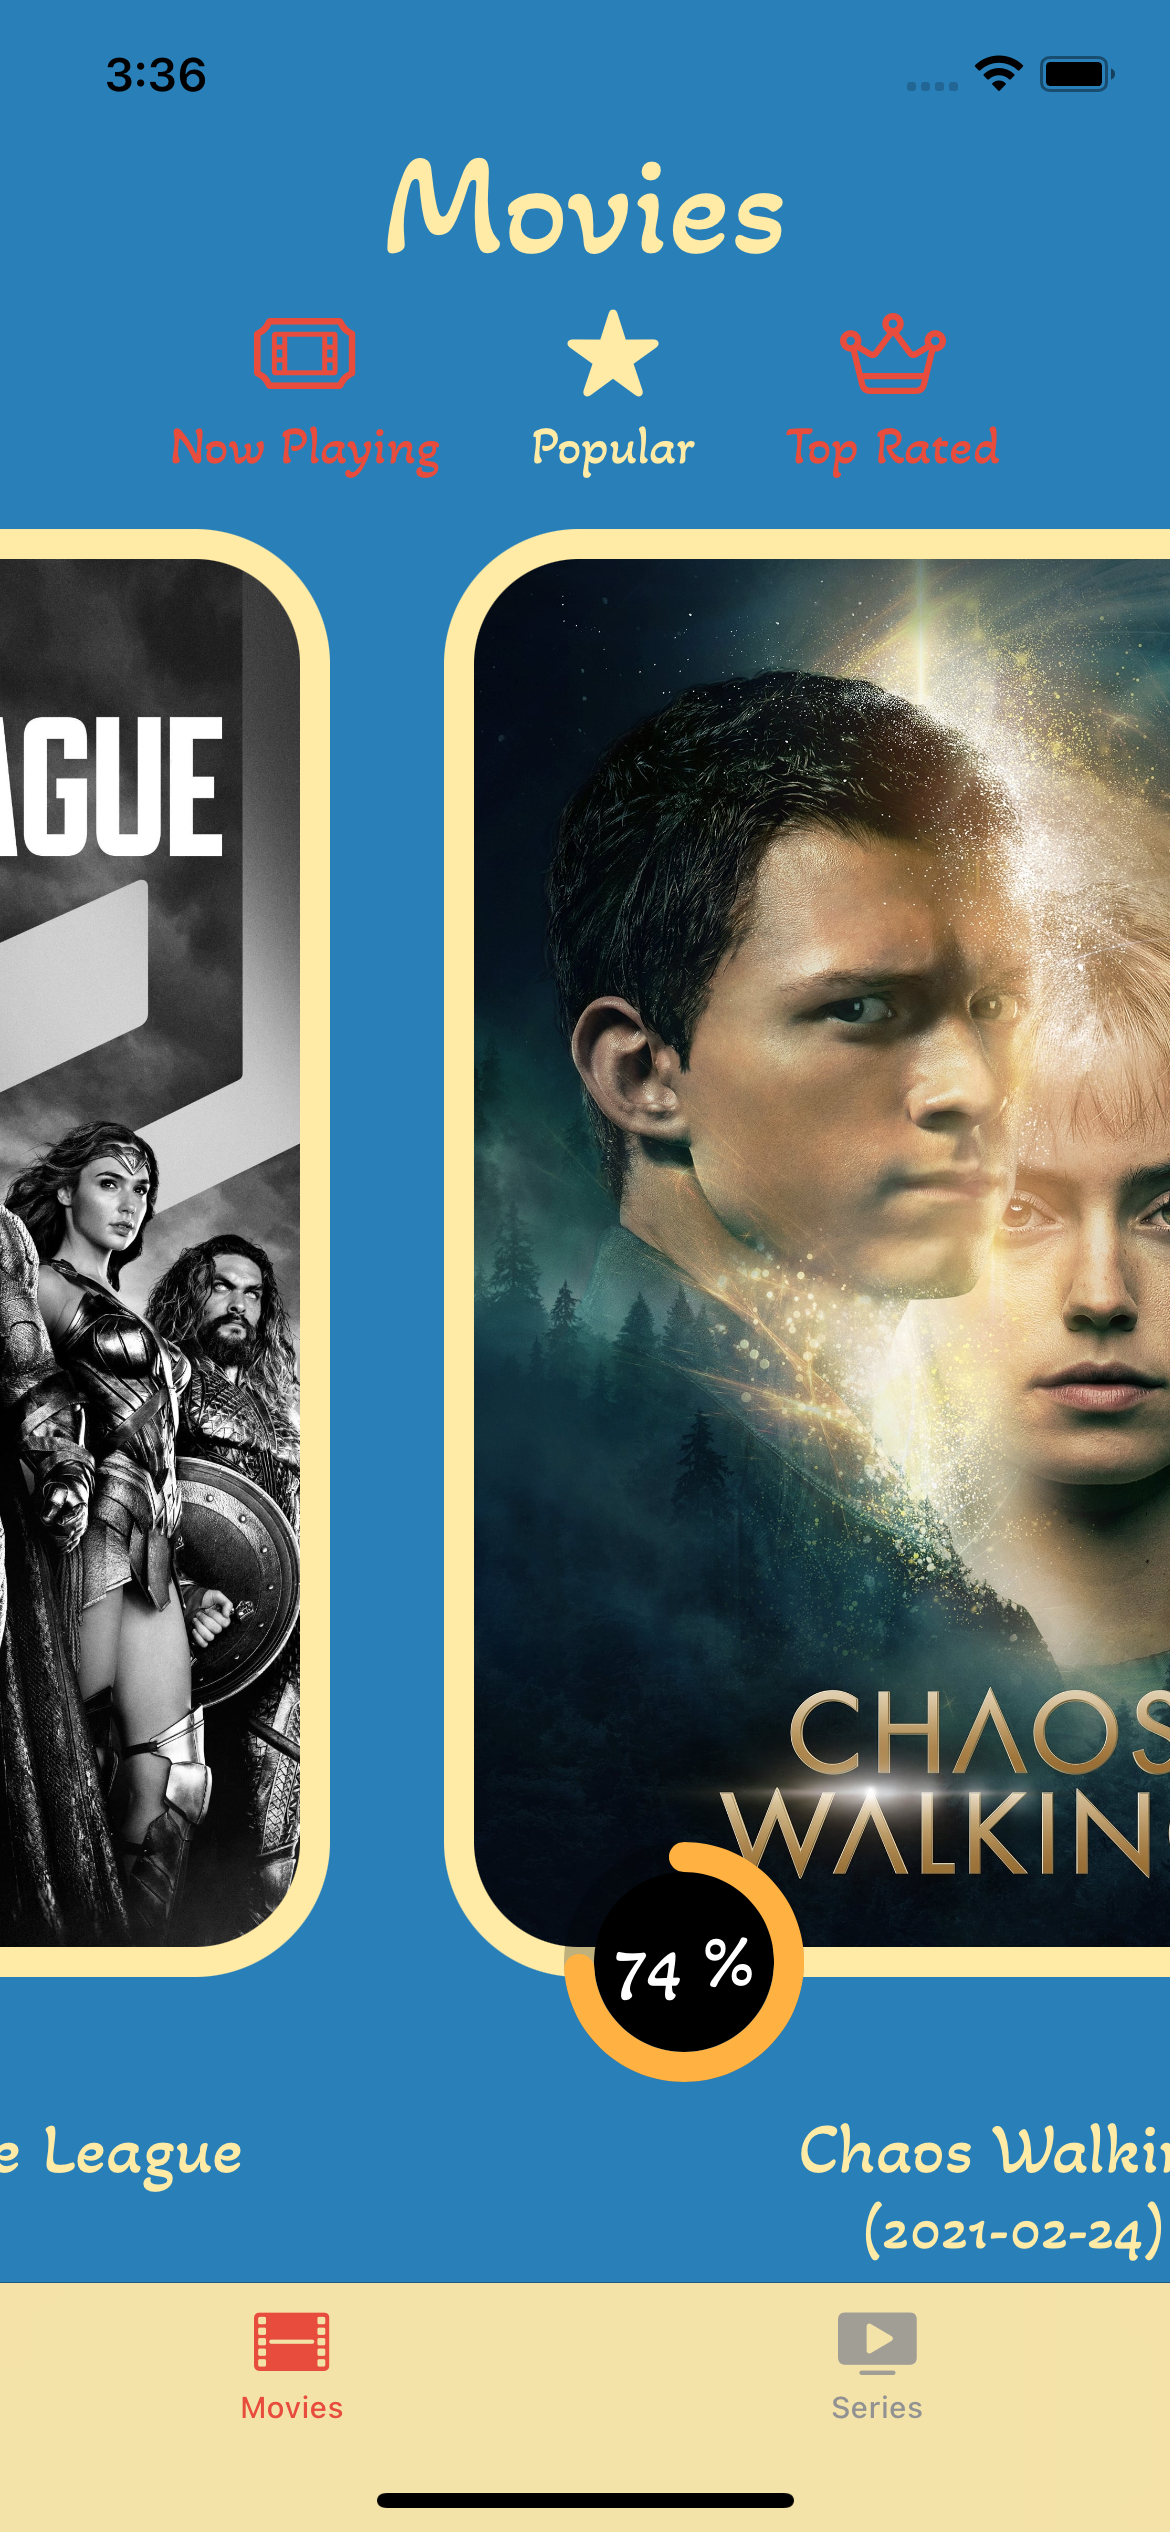 3:36
Movies
Now Playing
Popular
Top Rated
AGUE
CHAOS
WALKIN
74 %
e League
Chaos Walkin
(2021-02-24)
Movies
Series